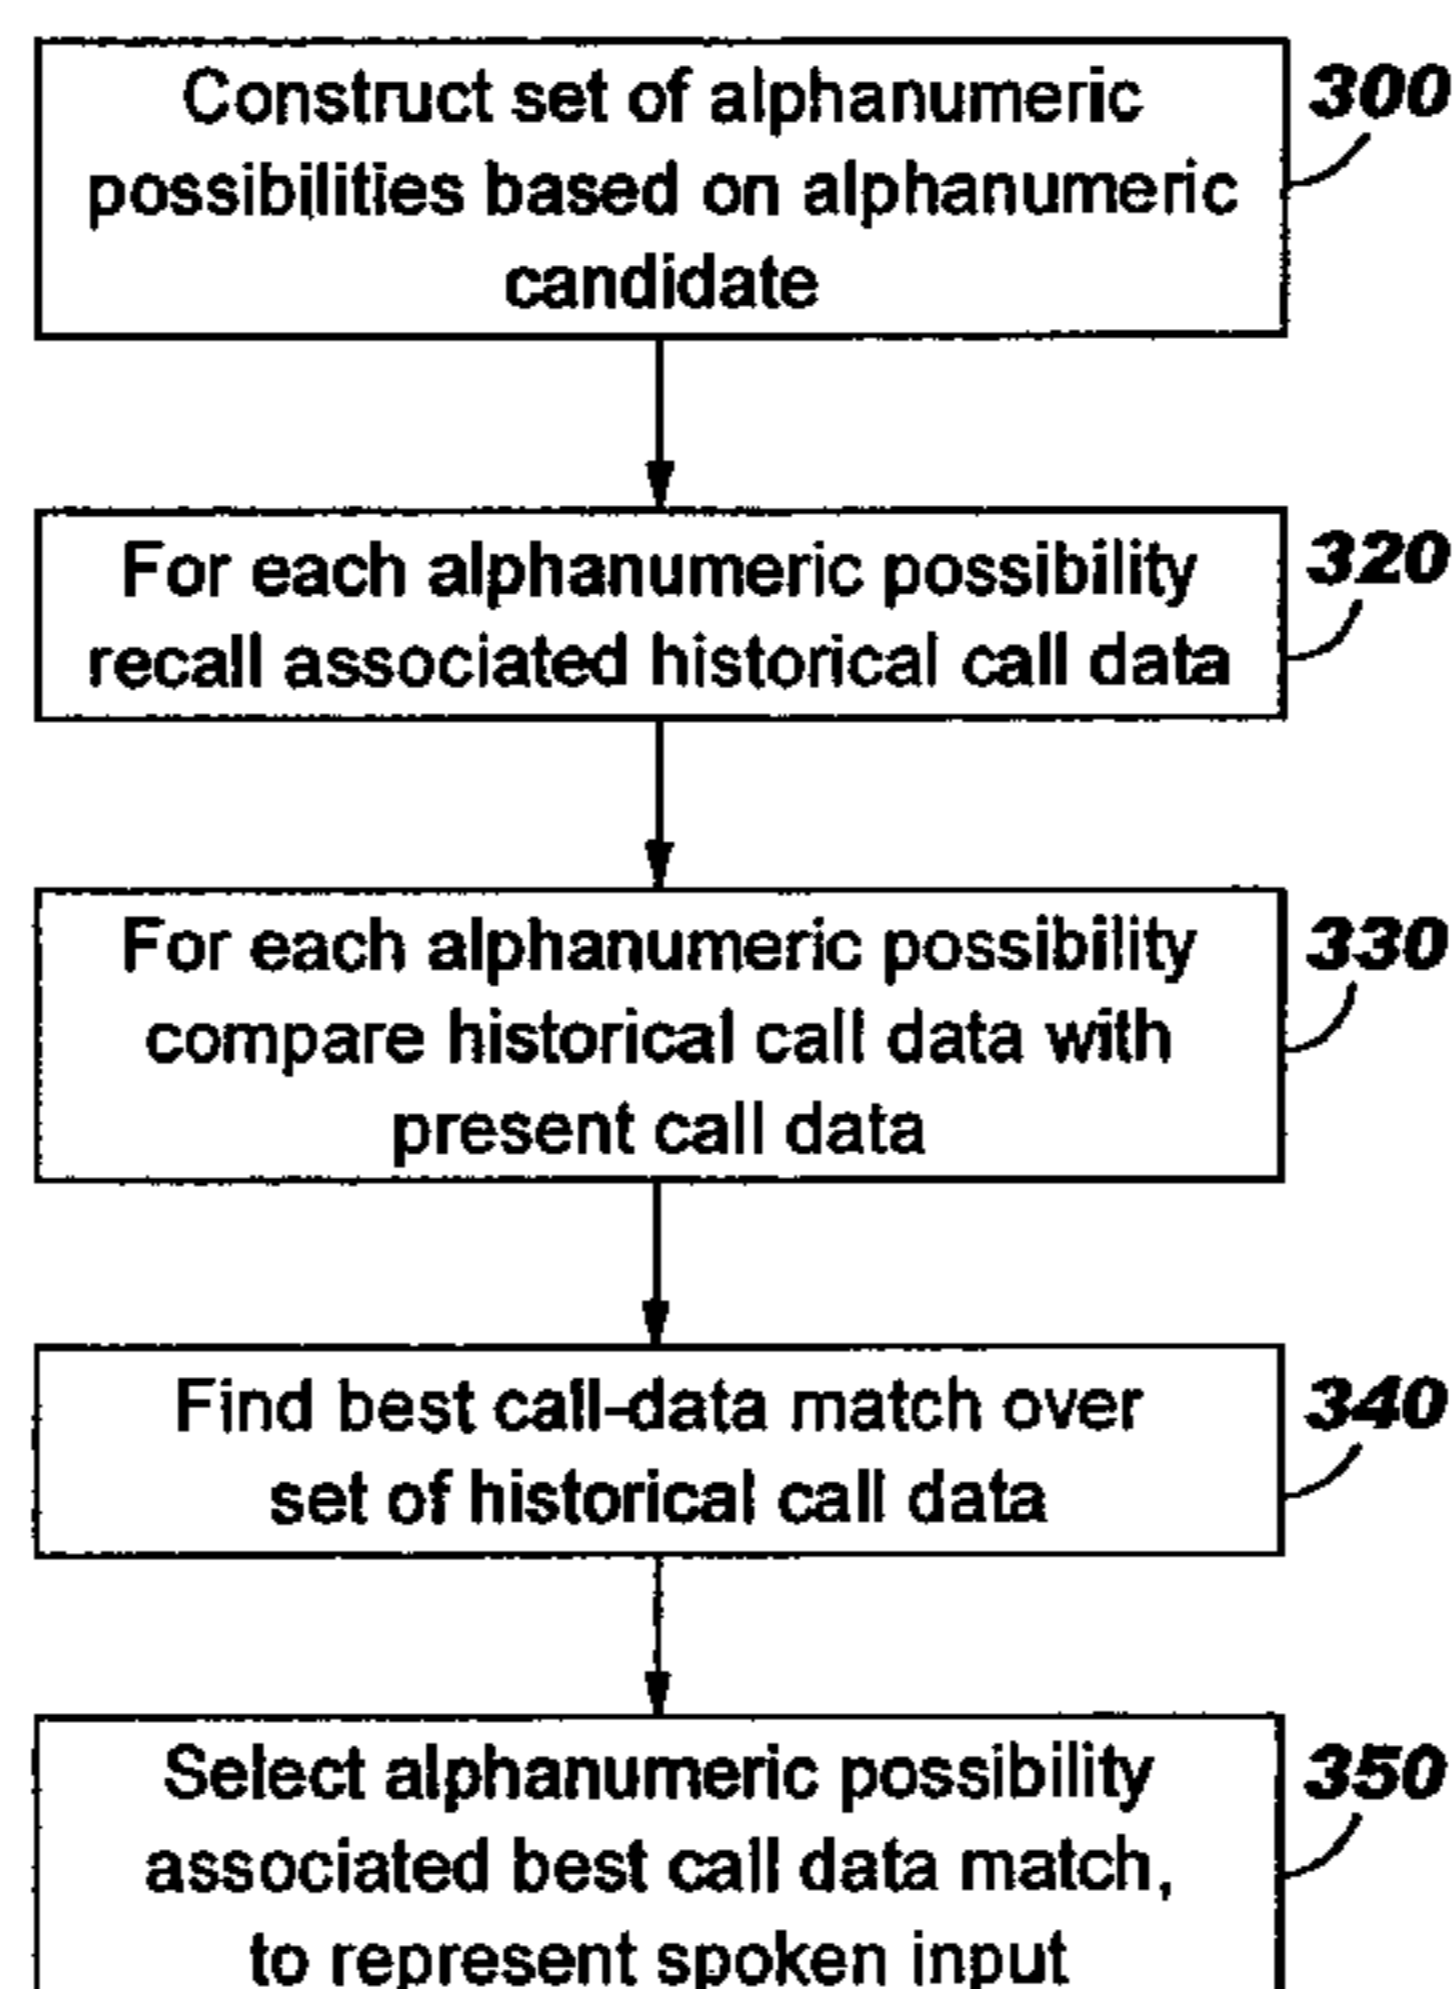 Construct set of alphanumeric
possibilities based on alphanumeric
candidate
300
For each alphanumeric possibility
recall associated historical call data
320
For each alphanumeric possibility
compare historical call data with
present call data
330
Find best call-data match over
set of historical call data
340
Select alphanumeric possibility
associated best call data match,
to represent spoken input
350